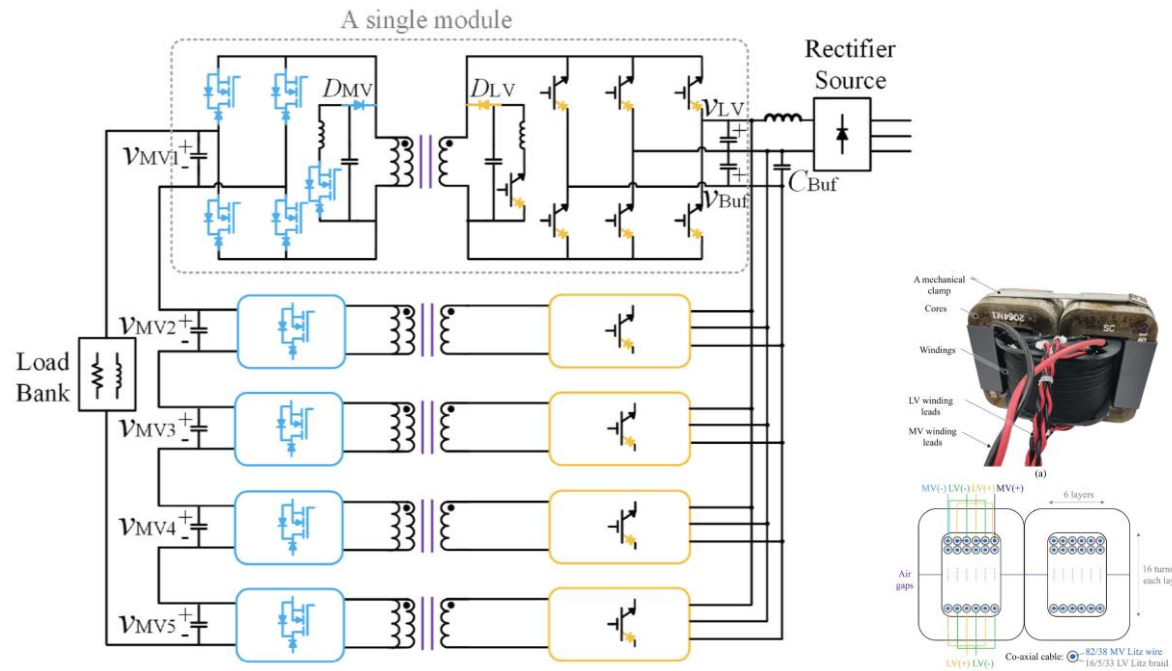 A single module
Rectifier
Source
DMV
DLV
vLV
+
+
-
+
-
vMV1
vBuf
CBuf
+
-
vMV2
+
-
vMV3
+
-
vMV4
+
-
vMV5
Load
Bank
A mechanical
clamp
Cores
2064M1
SC
Windings
LV winding
leads
MV winding
leads
(a)
MV(-) LV(-) LV(+) MV(+)
6 layers
Air
gaps
16 turns
each lay
LV(+) LV(-)
Co-axial cable:
82/38 MV Litz wire
16/5/33 LV Litz braid